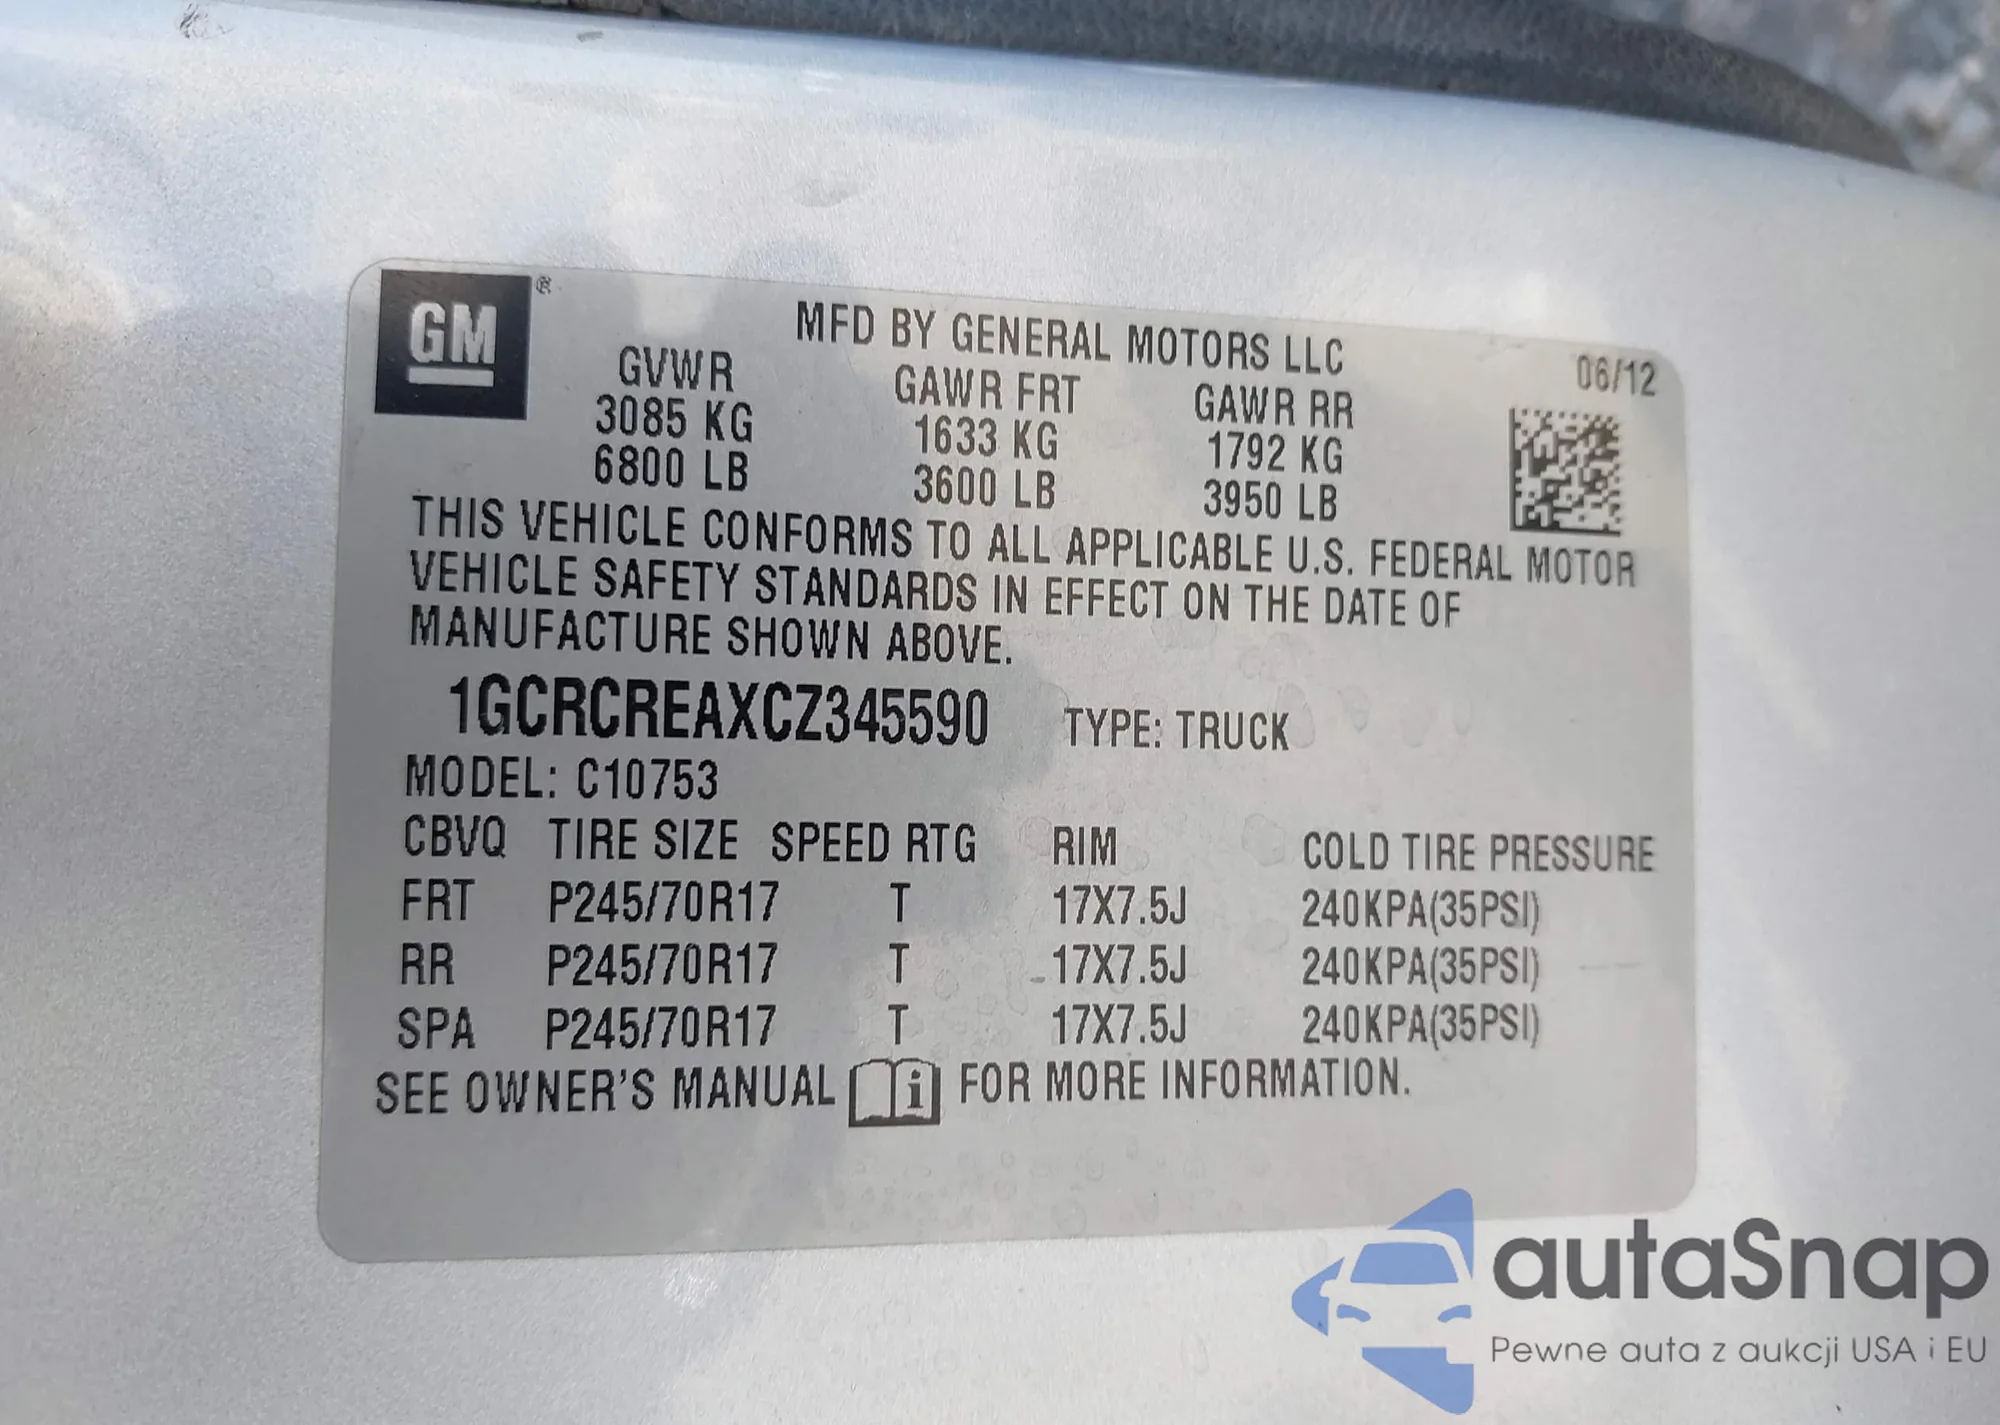 GM ®
MFD BY GENERAL MOTORS LLC
06/12
GVWR GAWR FRT GAWR RR
3085 KG 1633 KG 1792 KG
6800 LB 3600 LB 3950 LB
THIS VEHICLE CONFORMS TO ALL APPLICABLE U.S. FEDERAL MOTOR
VEHICLE SAFETY STANDARDS IN EFFECT ON THE DATE OF
MANUFACTURE SHOWN ABOVE.
1GCRCREAXCZ345590 TYPE: TRUCK
MODEL: C10753
CBVQ TIRE SIZE SPEED RTG RIM COLD TIRE PRESSURE
FRT P245/70R17 T 17X7.5J 240KPA(35PSI)
RR P245/70R17 T 17X7.5J 240KPA(35PSI)
SPA P245/70R17 T 17X7.5J 240KPA(35PSI)
SEE OWNER'S MANUAL i FOR MORE INFORMATION.
autaSnap
Pewne auta z aukcji USA i EU